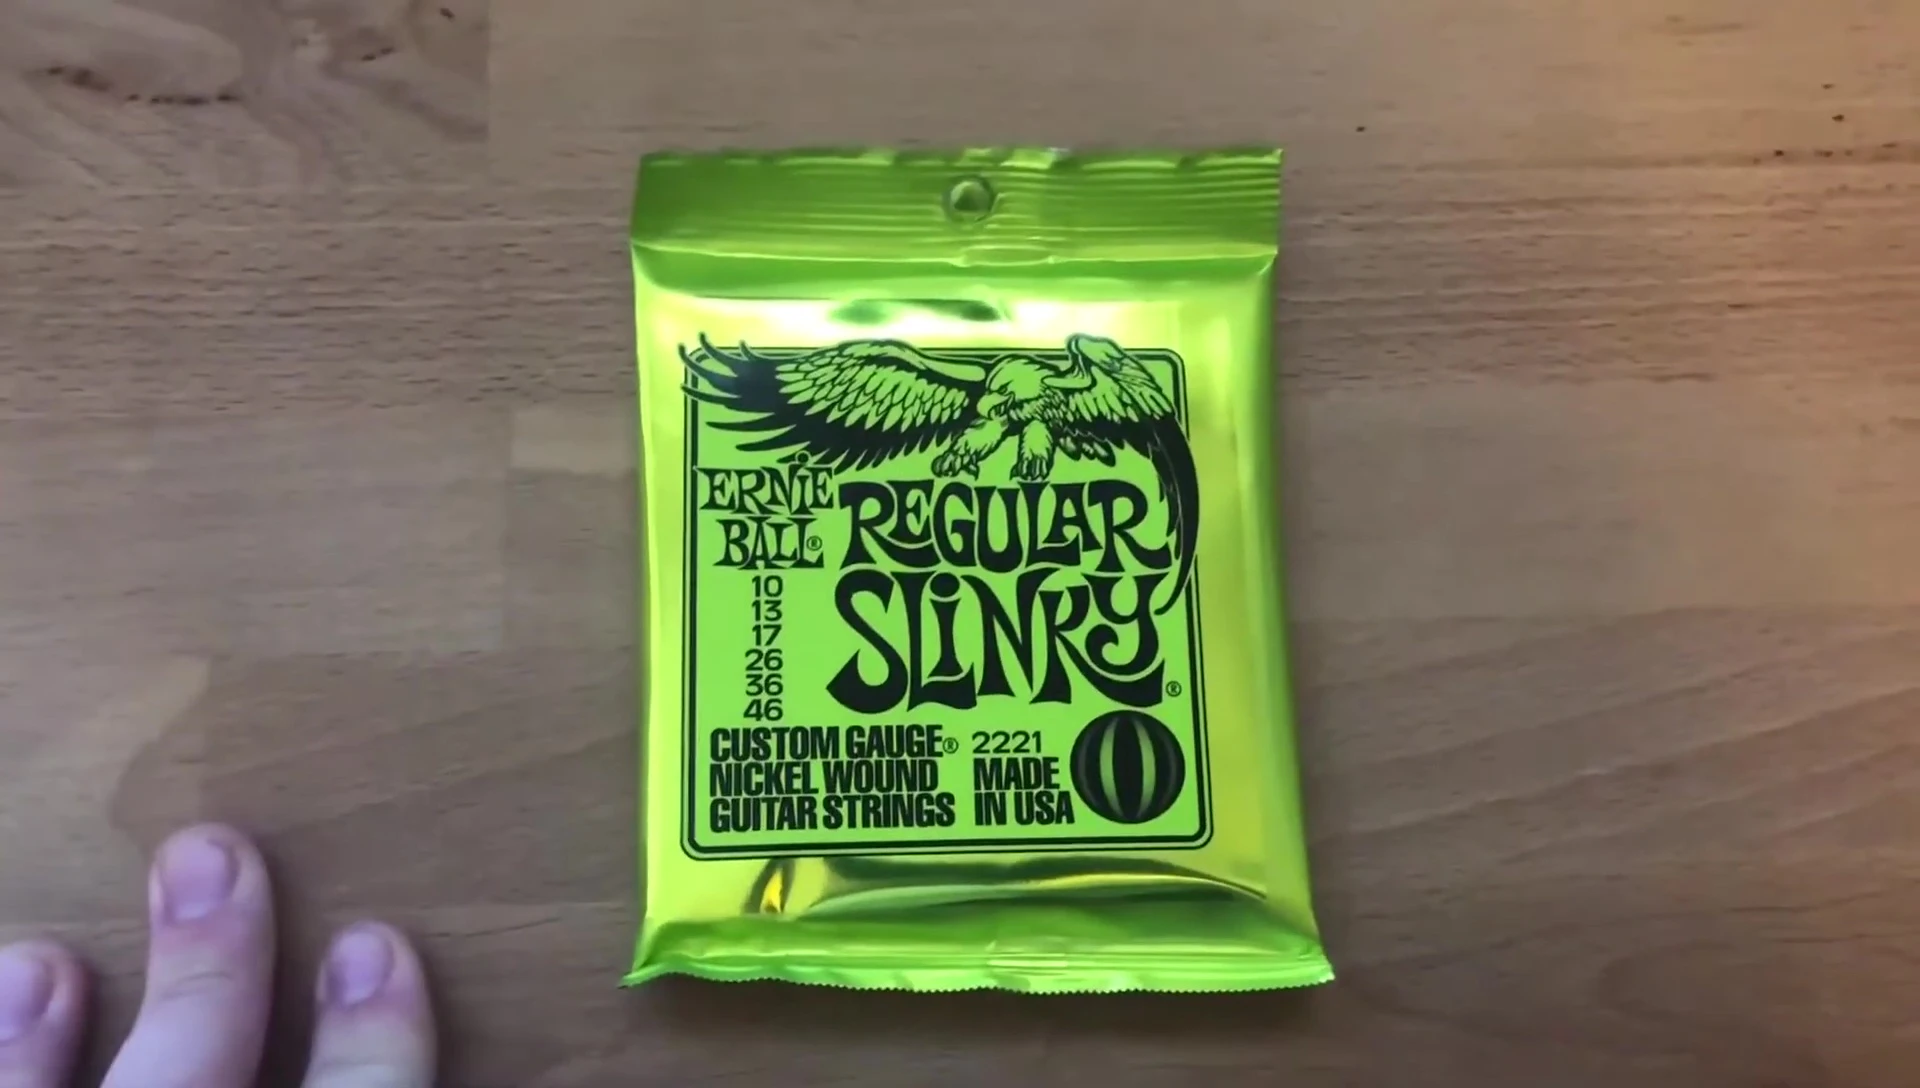 ERNiE
BALL®
REGULAR
SLiNKY®
10
13
17
26
36
46
CUSTOM GAUGE®
NICKEL WOUND
GUITAR STRINGS
2221
MADE
IN USA